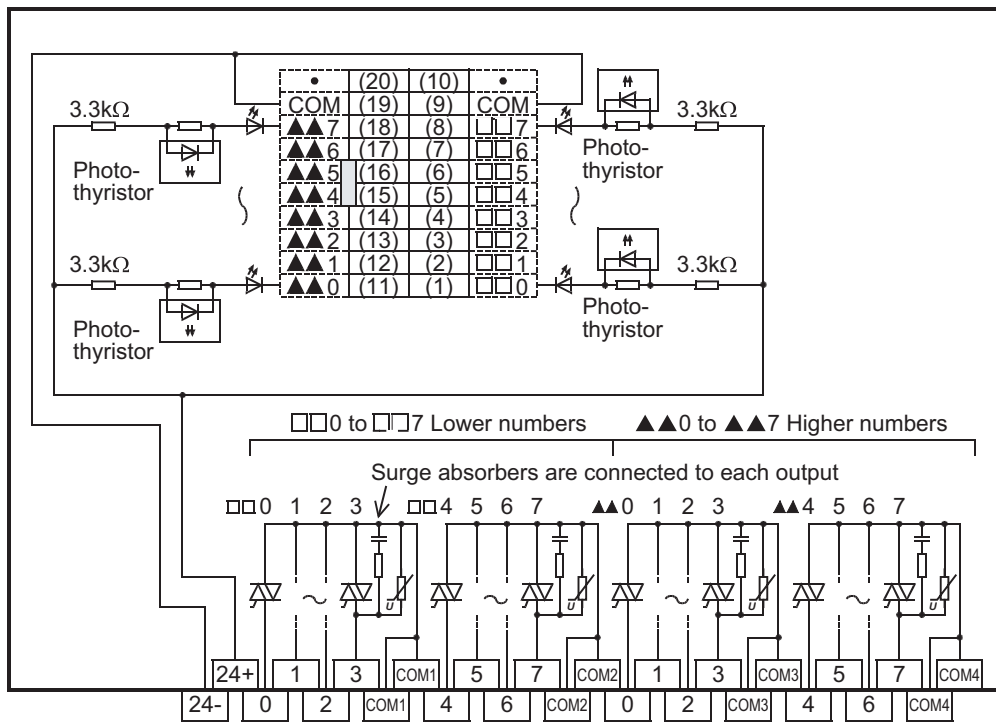 • (20) (10) •
COM (19) (9) COM
▲▲7 (18) (8) □□7
▲▲6 (17) (7) □□6
▲▲5 (16) (6) □□5
▲▲4 (15) (5) □□4
▲▲3 (14) (4) □□3
▲▲2 (13) (3) □□2
▲▲1 (12) (2) □□1
▲▲0 (11) (1) □□0
3.3kΩ
Photo-
thyristor
3.3kΩ
Photo-
thyristor
3.3kΩ
Photo-
thyristor
3.3kΩ
Photo-
thyristor
□□0 to □□7 Lower numbers ▲▲0 to ▲▲7 Higher numbers
Surge absorbers are connected to each output
□□0 1 2 3 □□4 5 6 7 ▲▲0 1 2 3 ▲▲4 5 6 7
U U U U
24+ 1 3 COM1 5 7 COM2 1 3 COM3 5 7 COM4
24- 0 2 COM1 4 6 COM2 0 2 COM3 4 6 COM4